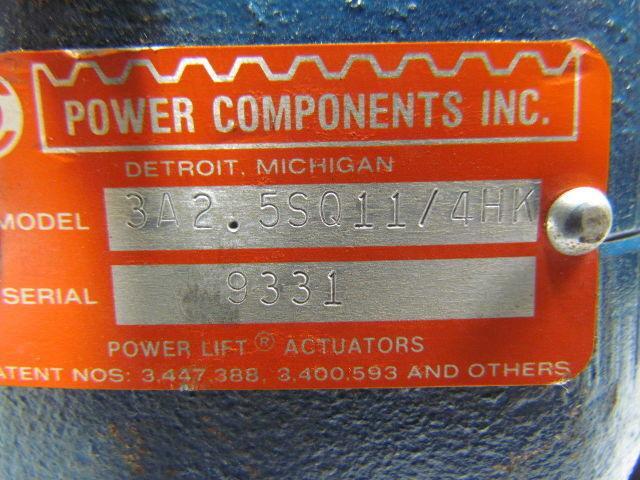 POWER COMPONENTS INC.
DETROIT, MICHIGAN
MODEL 3A2.5SQ11/4HK
SERIAL 9331
POWER LIFT® ACTUATORS
ATENT NOS: 3,447,388, 3,400,593 AND OTHERS